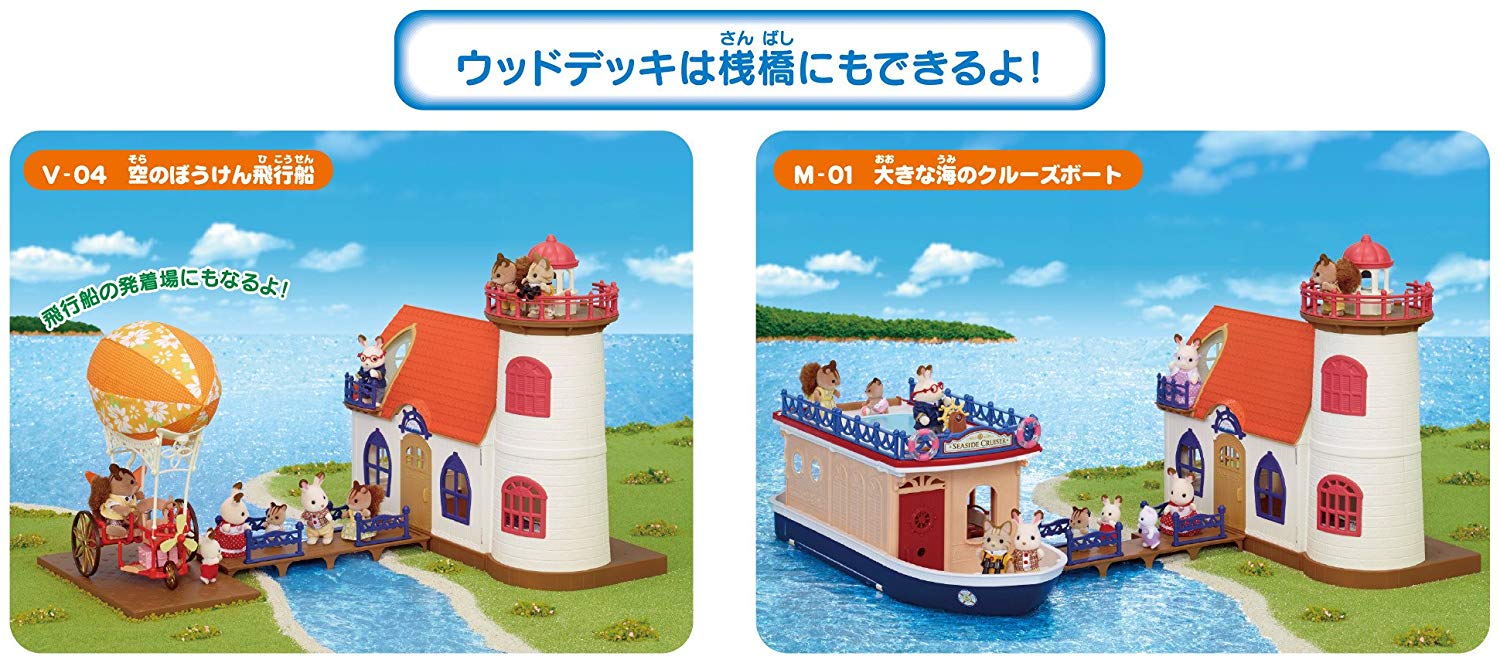 ウッドデッキは桟橋にもできるよ!
さん ばし
V-04 空のぼうけん飛行船
そら ひこうせん
飛行船の発着場にもなるよ!
M-01 大きな海のクルーズボート
おお うみ
SEASIDE CRUISER